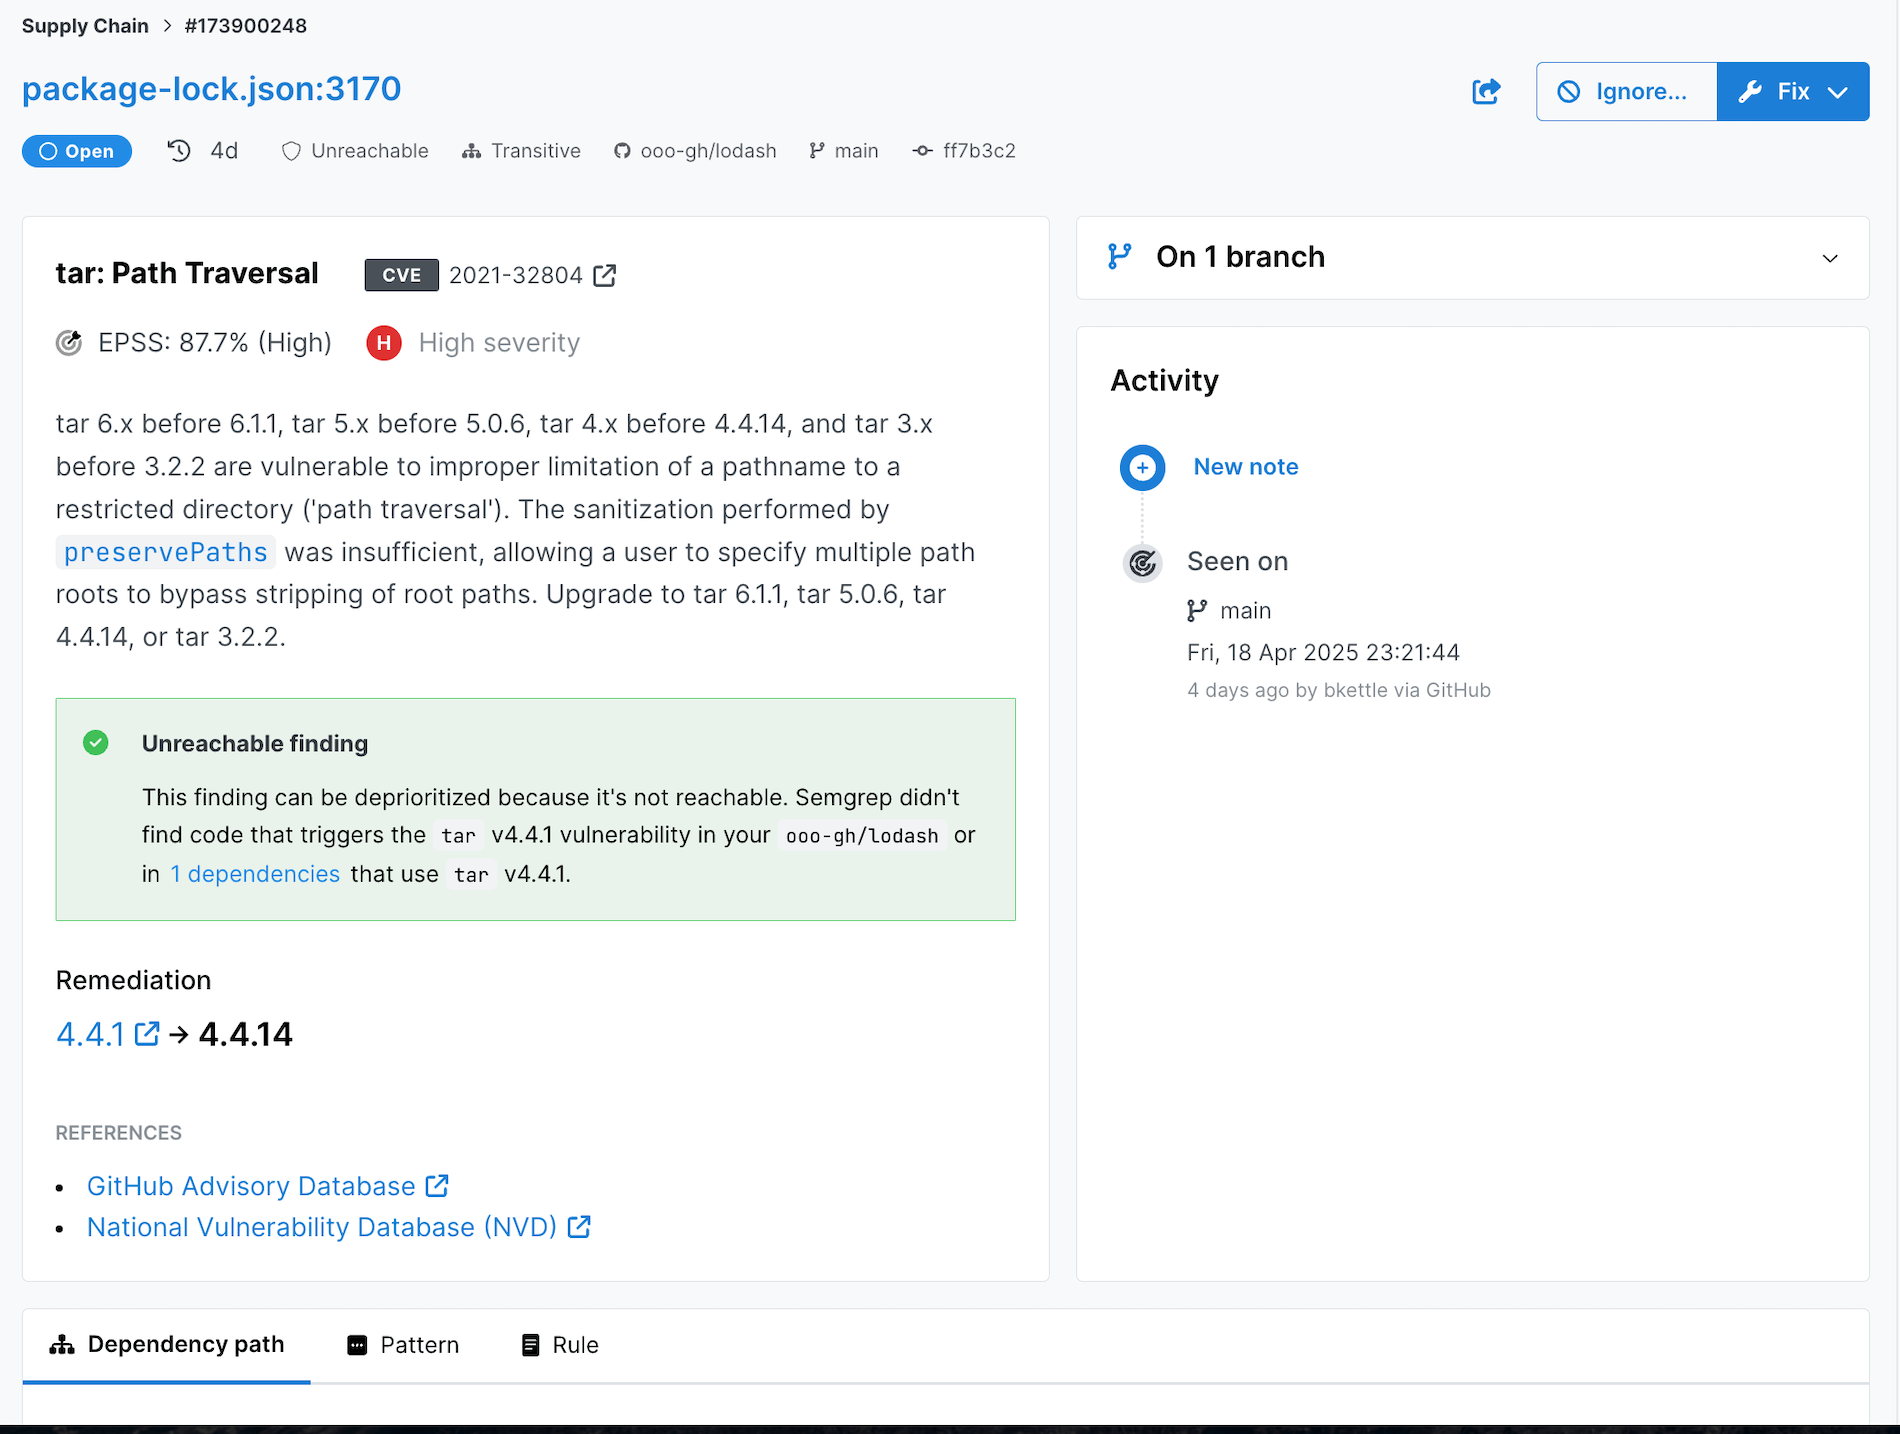 Supply Chain > #173900248
package-lock.json:3170
Ignore...
Fix
Open
4d
Unreachable
Transitive
ooo-gh/lodash
main
ff7b3c2
tar: Path Traversal
CVE 2021-32804
EPSS: 87.7% (High)
H High severity
tar 6.x before 6.1.1, tar 5.x before 5.0.6, tar 4.x before 4.4.14, and tar 3.x
before 3.2.2 are vulnerable to improper limitation of a pathname to a
restricted directory ('path traversal'). The sanitization performed by
preservePaths was insufficient, allowing a user to specify multiple path
roots to bypass stripping of root paths. Upgrade to tar 6.1.1, tar 5.0.6, tar
4.4.14, or tar 3.2.2.
Unreachable finding
This finding can be deprioritized because it's not reachable. Semgrep didn't
find code that triggers the tar v4.4.1 vulnerability in your ooo-gh/lodash or
in 1 dependencies that use tar v4.4.1.
Remediation
4.4.1 → 4.4.14
REFERENCES
• GitHub Advisory Database
• National Vulnerability Database (NVD)
On 1 branch
Activity
New note
Seen on
main
Fri, 18 Apr 2025 23:21:44
4 days ago by bkettle via GitHub
Dependency path
Pattern
Rule